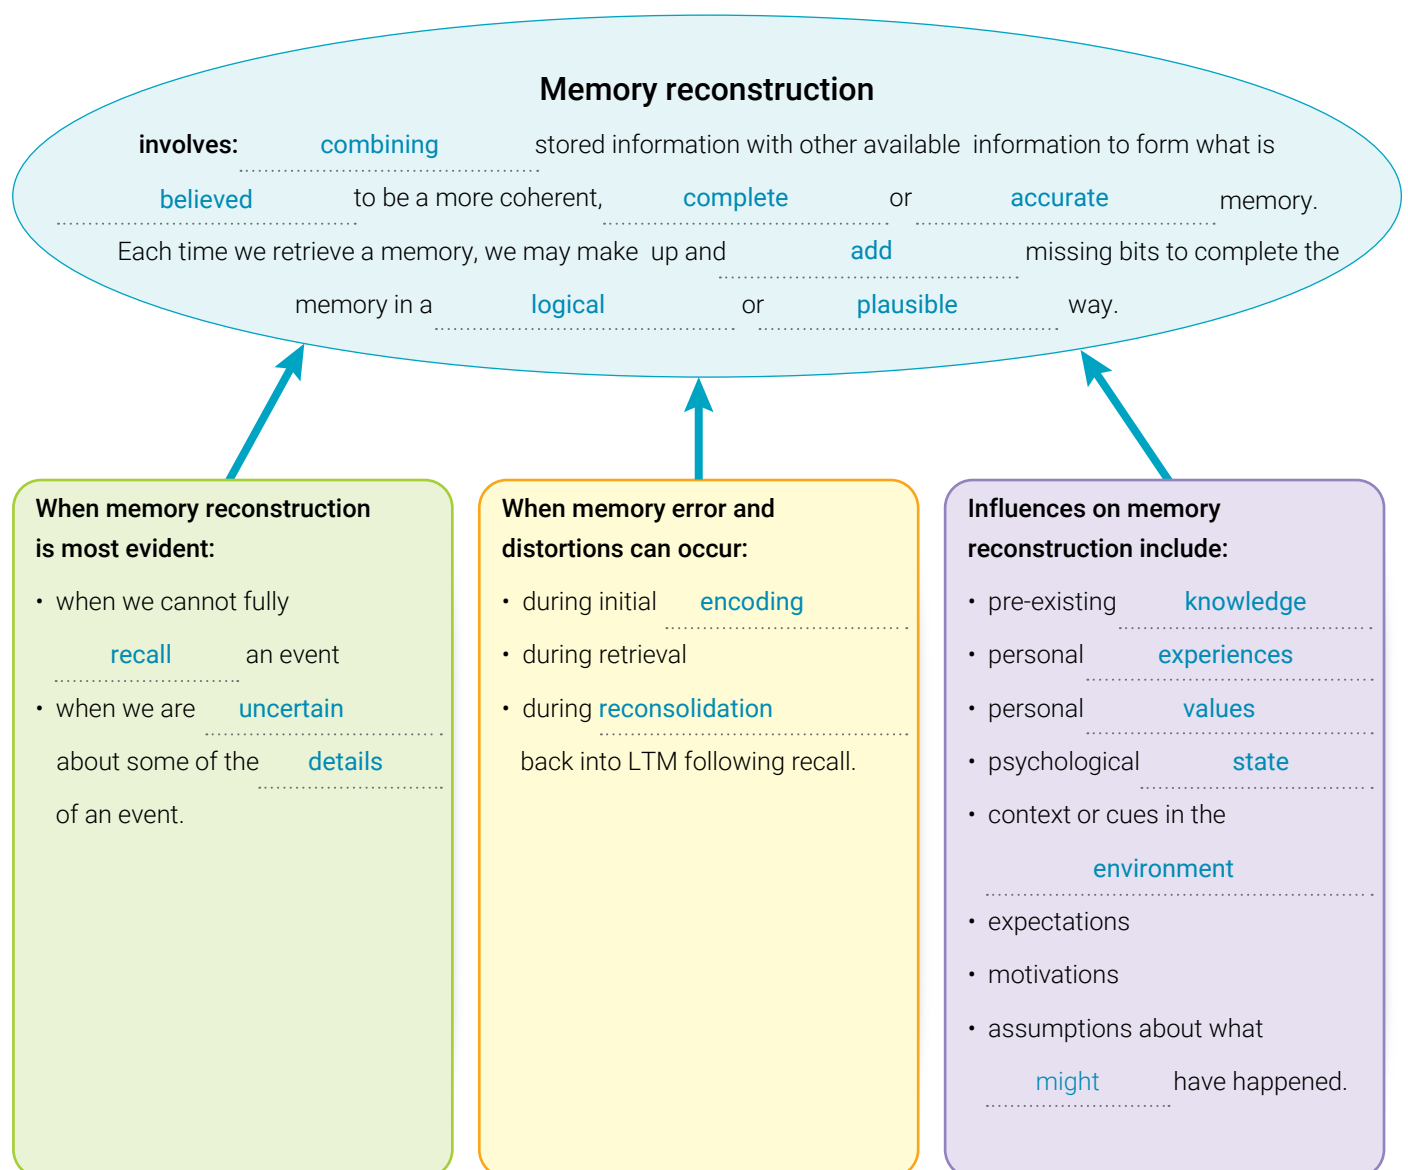 Memory reconstruction
involves: combining stored information with other available information to form what is
believed to be a more coherent, complete or accurate memory.
Each time we retrieve a memory, we may make up and add missing bits to complete the
memory in a logical or plausible way.
When memory reconstruction
is most evident:
• when we cannot fully
recall an event
• when we are uncertain
about some of the details
of an event.
When memory error and
distortions can occur:
• during initial encoding
• during retrieval
• during reconsolidation
back into LTM following recall.
Influences on memory
reconstruction include:
• pre-existing knowledge
• personal experiences
• personal values
• psychological state
• context or cues in the
environment
• expectations
• motivations
• assumptions about what
might have happened.